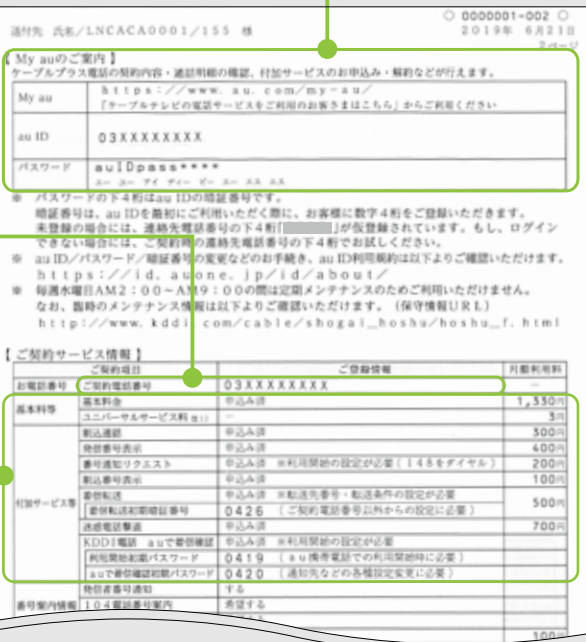 ○ 0000001-002 ○
送付先 氏名/LNCACA0001/155 様
2019年 6月21日
2ページ
【 My auのご案内 】
ケーブルプラス電話の契約内容・通話明細の確認、付加サービスのお申込み・解約などが行えます。
My au
https://www.au.com/my-au/
「ケーブルテレビの電話サービスをご利用のお客さまはこちら」からご利用ください
au ID
03XXXXXXXX
パスワード
auIDpass****
エー ユー アイ ディー ピー エー エス エス
※ パスワードの下4桁はau IDの暗証番号です。
暗証番号は、au IDを最初にご利用いただく際に、お客様に数字4桁をご登録いただきます。
未登録の場合には、連絡先電話番号の下4桁「 」が仮登録されています。もし、ログイン
できない場合には、ご契約時の連絡先電話番号の下4桁でお試しください。
※ au ID/パスワード/暗証番号の変更などのお手続き、au ID利用規約は以下よりご確認いただけます。
https://id.auone.jp/id/about/
※ 毎週水曜日AM2:00~AM9:00の間は定期メンテナンスのためご利用いただけません。
なお、臨時のメンテナンス情報は以下よりご確認いただけます。(保守情報URL)
http://www.kddi.com/cable/shogai_hoshu/hoshu_f.html
【 ご契約サービス情報 】
ご契約項目 ご登録情報 月額利用料
お電話番号 ご契約電話番号 03XXXXXXXX —
基本料等 基本料金 申込み済 1,330円
ユニバーサルサービス料(注1) — 3円
付加サービス等 割込通話 申込み済 300円
発信番号表示 申込み済 400円
番号通知リクエスト 申込み済 ※利用開始の設定が必要(148をダイヤル) 200円
割込番号表示 申込み済 100円
着信転送 申込み済 ※転送先番号・転送条件の設定が必要 500円
着信転送初期暗証番号 0426 (ご契約電話番号以外からの設定に必要)
迷惑電話撃退 申込み済 700円
KDDI電話 auで着信確認 申込み済 ※利用開始の設定が必要
利用開始初期パスワード 0419 (au携帯電話での利用開始時に必要)
auで着信確認初期パスワード 0420 (通知先などの各種設定変更に必要)
発信者番号通知 する
番号案内情報 104電話番号案内 希望する
100円